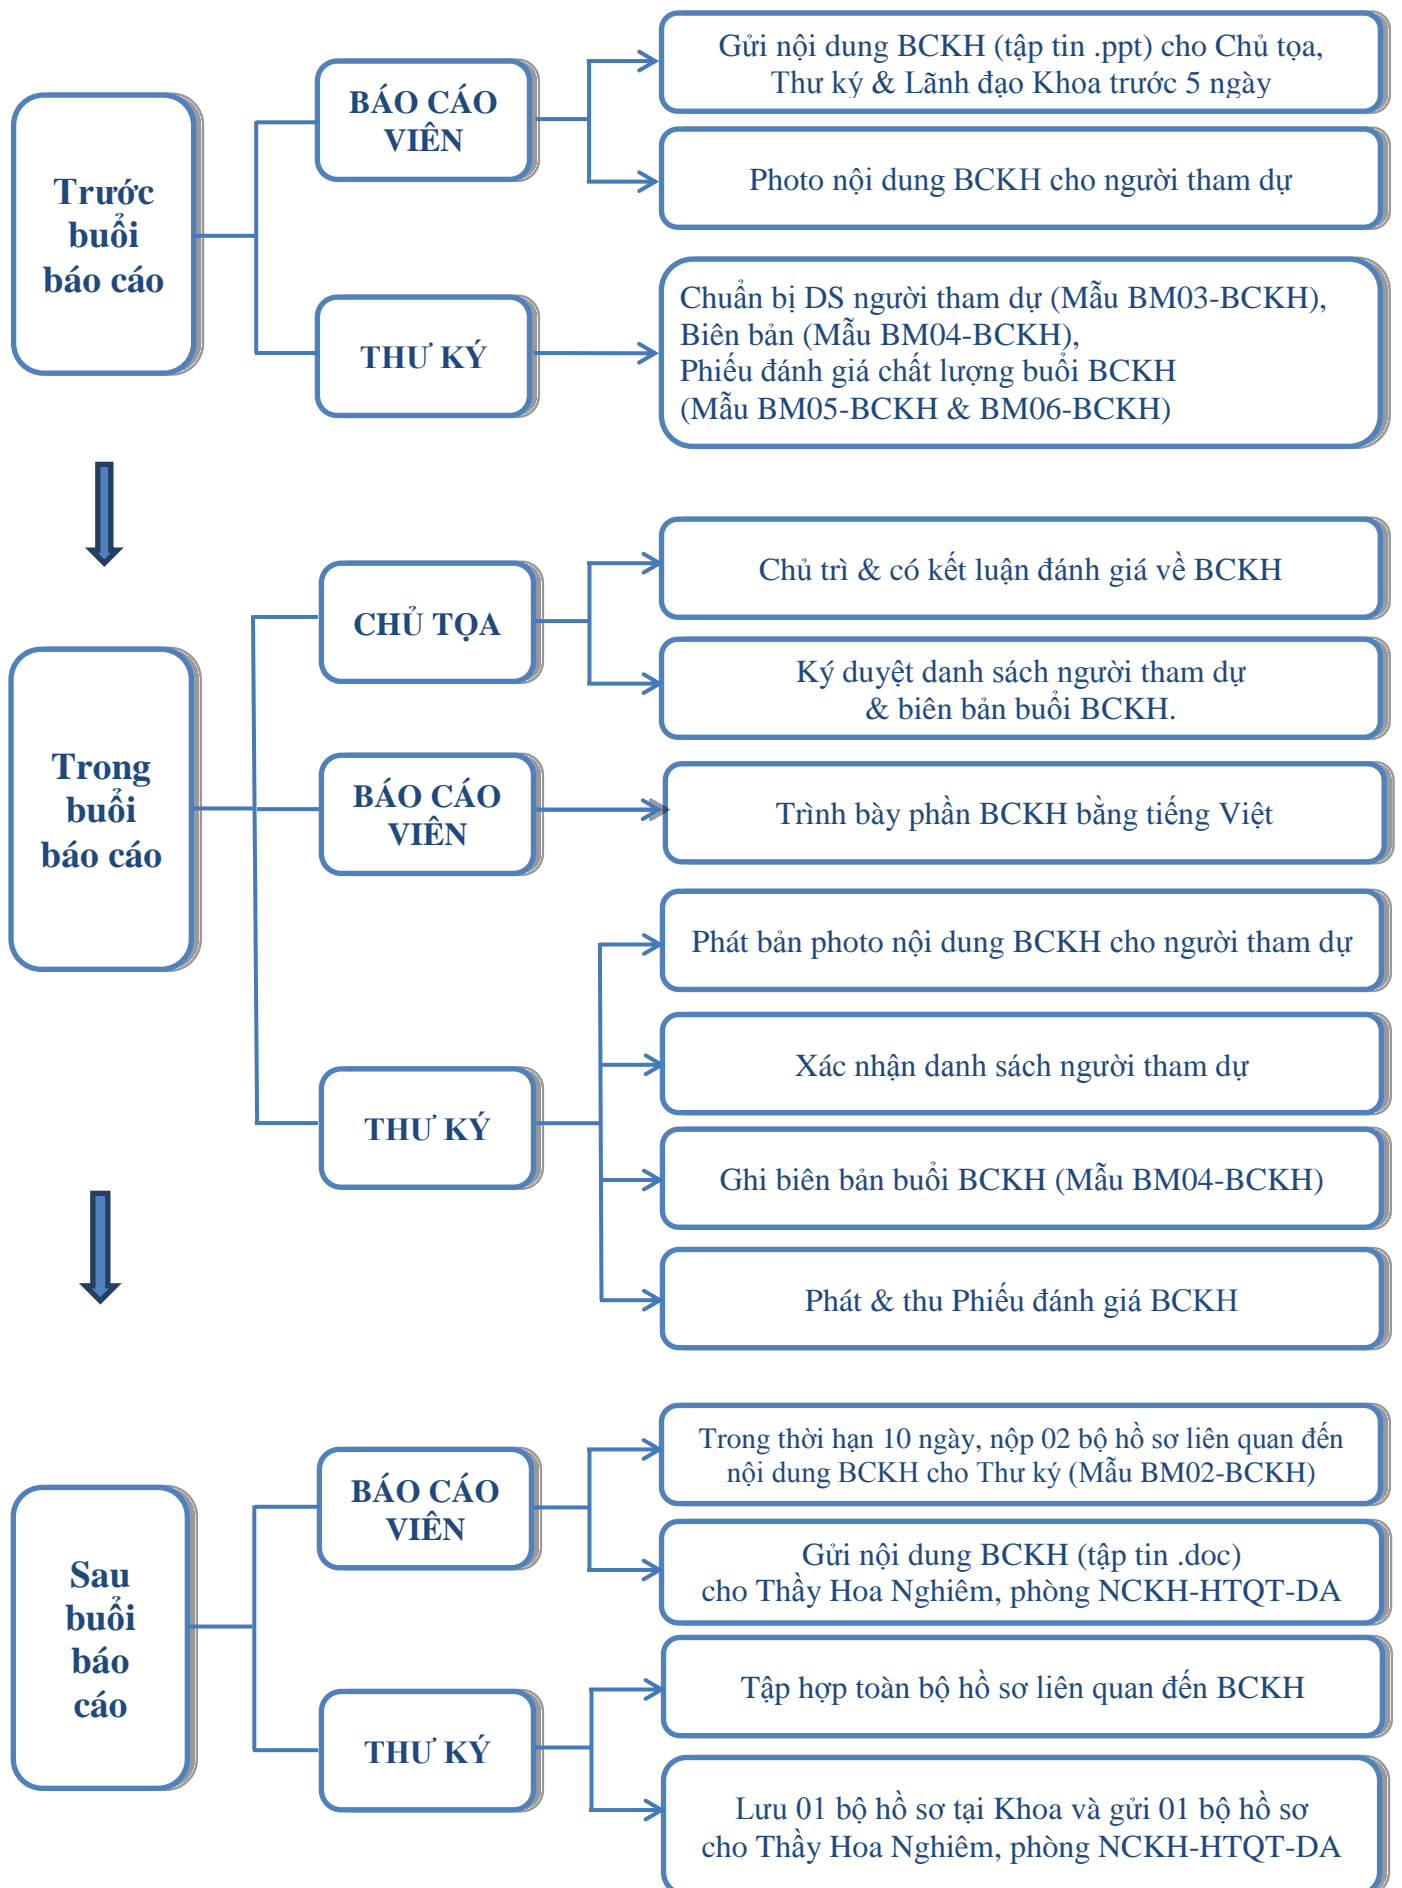 Trước
buổi
báo cáo
BÁO CÁO
VIÊN
Gửi nội dung BCKH (tập tin .ppt) cho Chủ tọa,
Thư ký & Lãnh đạo Khoa trước 5 ngày
Photo nội dung BCKH cho người tham dự
THƯ KÝ
Chuẩn bị DS người tham dự (Mẫu BM03-BCKH),
Biên bản (Mẫu BM04-BCKH),
Phiếu đánh giá chất lượng buổi BCKH
(Mẫu BM05-BCKH & BM06-BCKH)
Trong
buổi
báo cáo
CHỦ TỌA
Chủ trì & có kết luận đánh giá về BCKH
Ký duyệt danh sách người tham dự
& biên bản buổi BCKH.
BÁO CÁO
VIÊN
Trình bày phần BCKH bằng tiếng Việt
THƯ KÝ
Phát bản photo nội dung BCKH cho người tham dự
Xác nhận danh sách người tham dự
Ghi biên bản buổi BCKH (Mẫu BM04-BCKH)
Phát & thu Phiếu đánh giá BCKH
Sau
buổi
báo
cáo
BÁO CÁO
VIÊN
Trong thời hạn 10 ngày, nộp 02 bộ hồ sơ liên quan đến
nội dung BCKH cho Thư ký (Mẫu BM02-BCKH)
Gửi nội dung BCKH (tập tin .doc)
cho Thầy Hoa Nghiêm, phòng NCKH-HTQT-DA
THƯ KÝ
Tập hợp toàn bộ hồ sơ liên quan đến BCKH
Lưu 01 bộ hồ sơ tại Khoa và gửi 01 bộ hồ sơ
cho Thầy Hoa Nghiêm, phòng NCKH-HTQT-DA